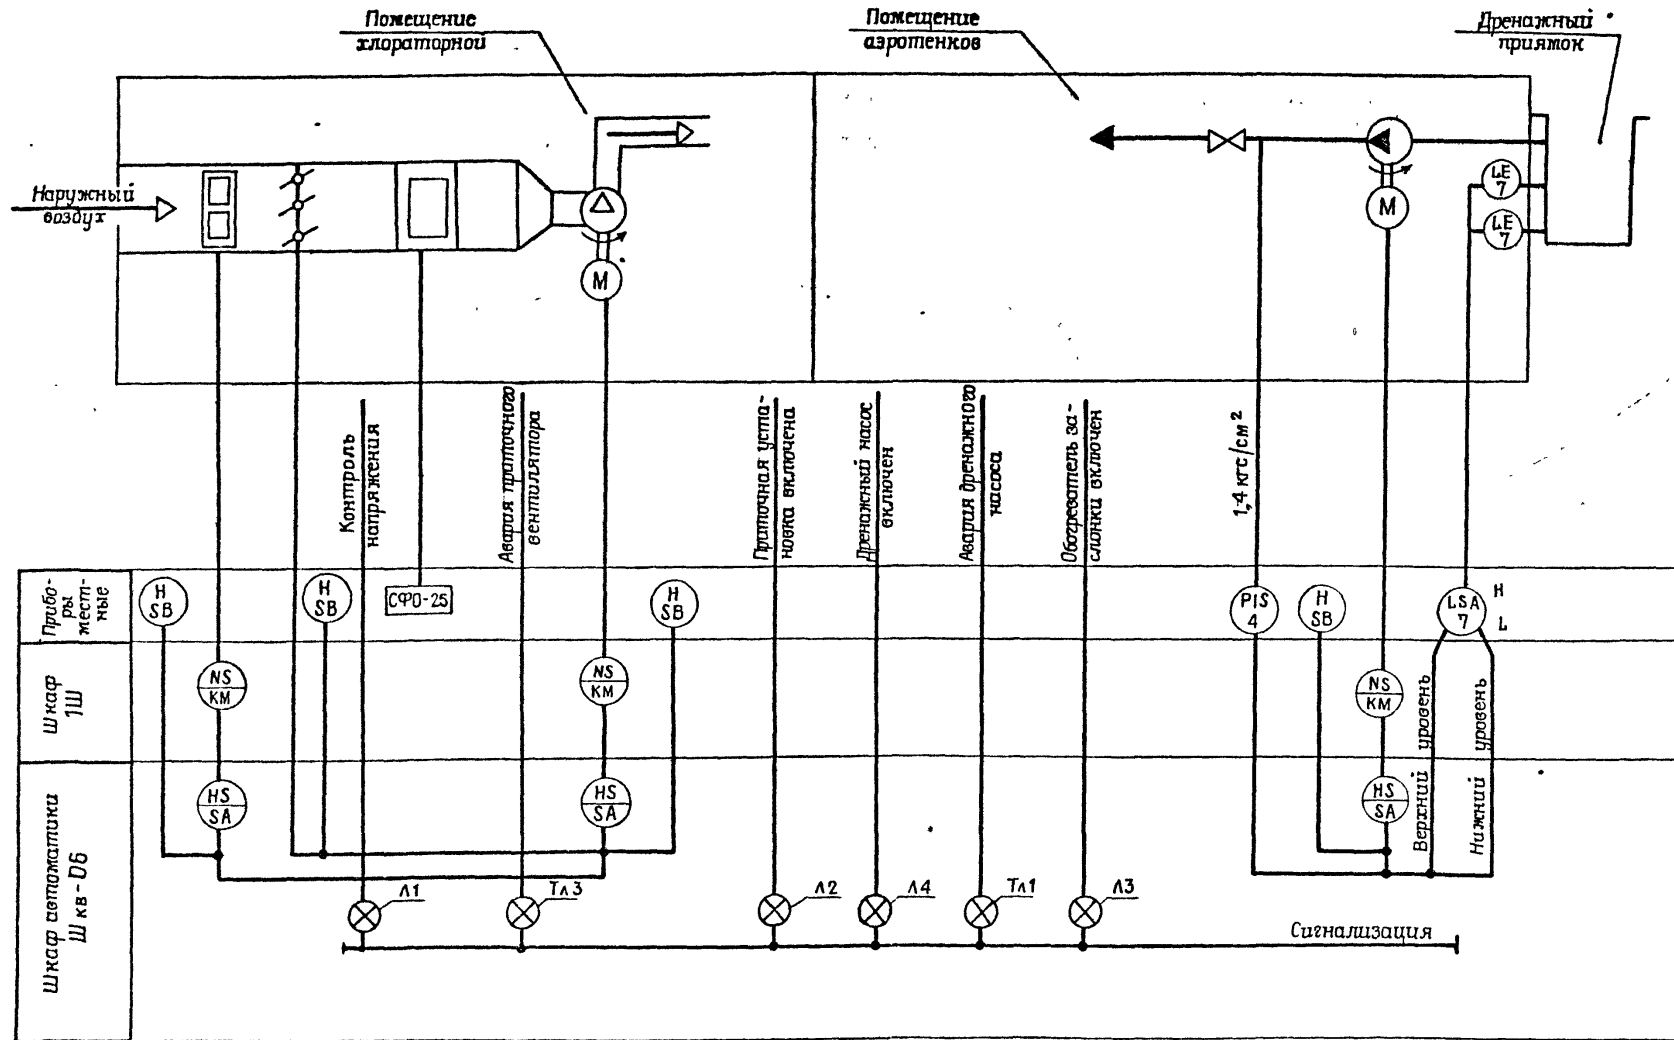 Помещение
хлораторной
Помещение
аэротенков
Дренажный
приямок
Наружный
воздух
M
M
LE
7
LE
7
Контроль
напряжения
Авария приточного
вентилятора
Приточная уста-
новка включена
Дренажный насос
включен
Авария дренажного
насоса
Обогреватель за-
слонки включен
1,4 кгс/см²
Прибо-
ры
мест-
ные
H
SB
H
SB
СФО-25
H
SB
PIS
4
H
SB
LSA
7
H
L
Шкаф
1Ш
NS
KM
NS
KM
NS
KM
Верхний уровень
Нижний уровень
Шкаф автоматики
Ш кв-06
HS
SA
HS
SA
HS
SA
Л1
Тл3
Л2
Л4
Тл1
Л3
Сигнализация